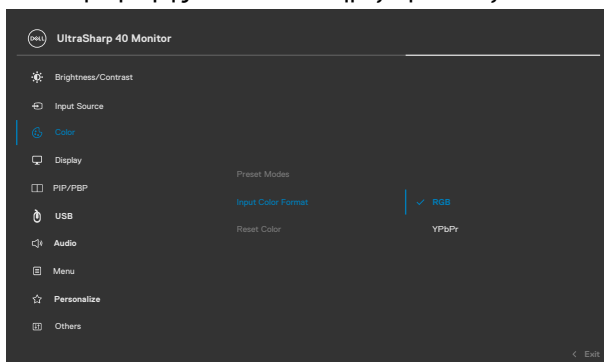 DELL
UltraSharp 40 Monitor
Brightness/Contrast
Input Source
Color
Display
PIP/PBP
USB
Audio
Menu
Personalize
Others
Preset Modes
Input Color Format
Reset Color
RGB
YPbPr
Exit